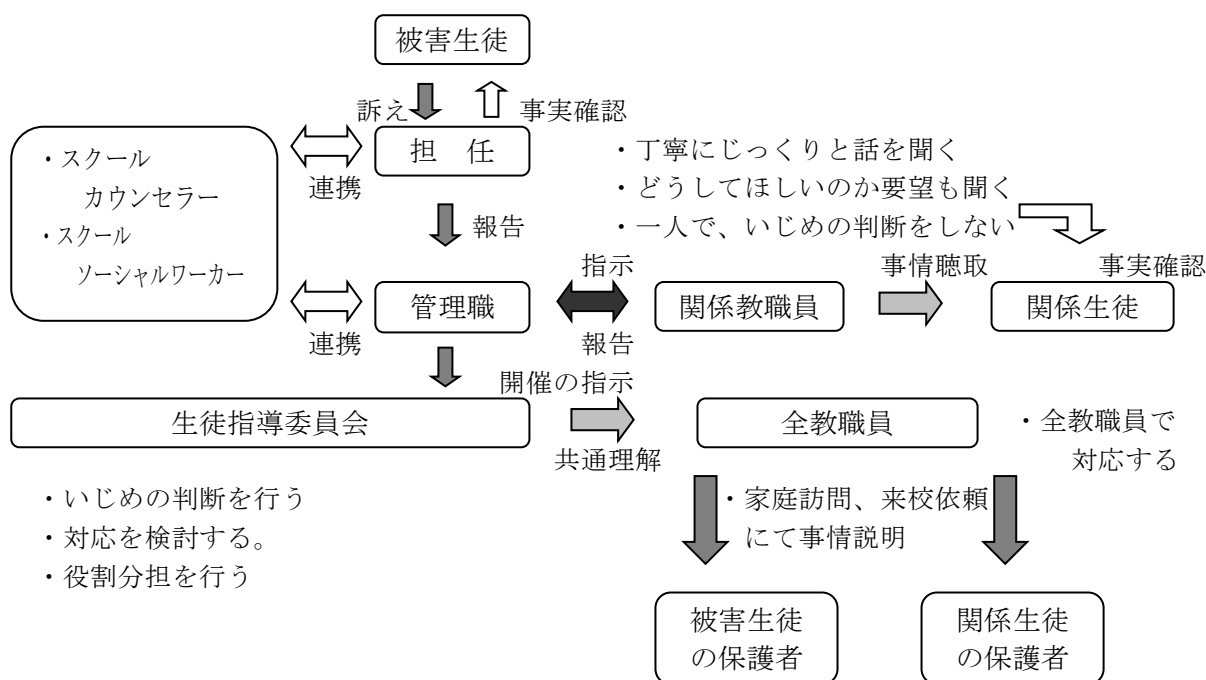 被害生徒
訴え
事実確認
・スクール
カウンセラー
・スクール
ソーシャルワーカー
連携
担　任
・丁寧にじっくりと話を聞く
・どうしてほしいのか要望も聞く
・一人で、いじめの判断をしない
報告
指示
事情聴取
事実確認
管理職
関係教職員
関係生徒
連携
報告
開催の指示
生徒指導委員会
全教職員
・全教職員で
対応する
共通理解
・いじめの判断を行う
・対応を検討する。
・役割分担を行う
・家庭訪問、来校依頼
にて事情説明
被害生徒
の保護者
関係生徒
の保護者